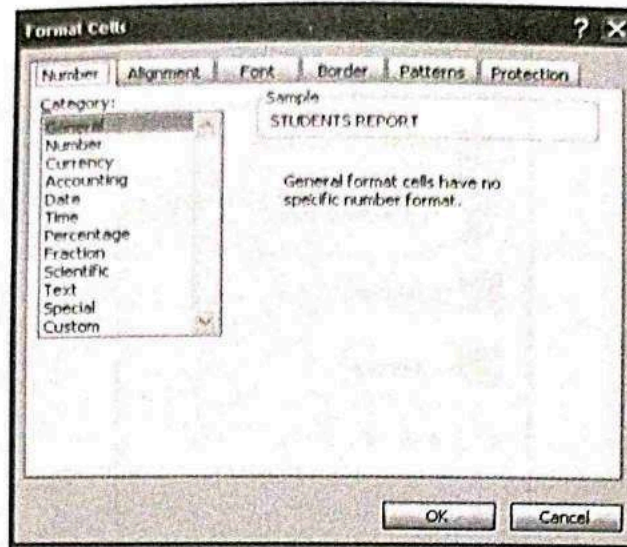 Format Cells
Number Alignment Font Border Patterns Protection
Category:
General
Number
Currency
Accounting
Date
Time
Percentage
Fraction
Scientific
Text
Special
Custom
Sample
STUDENTS REPORT
General format cells have no
specific number format.
OK Cancel